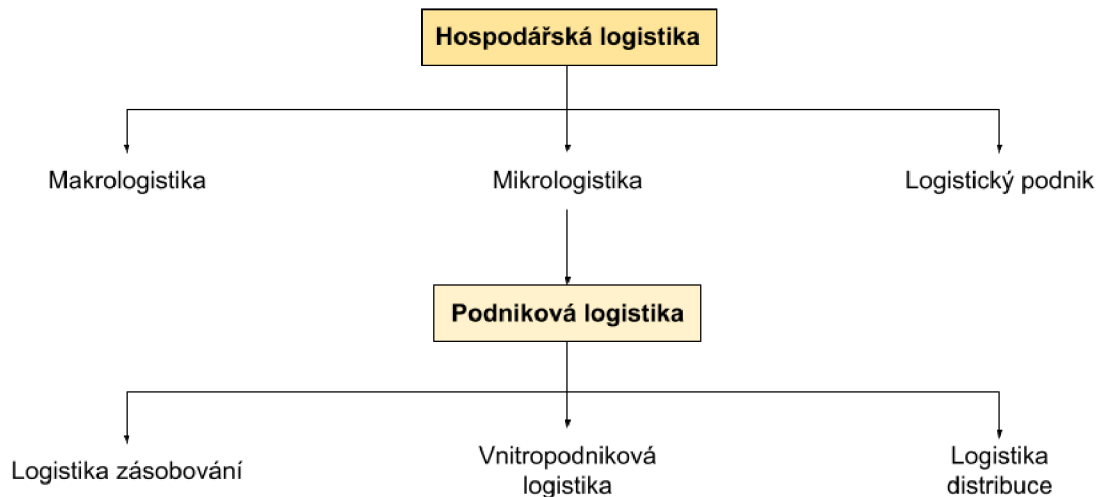 Hospodářská logistika
Makrologistika
Mikrologistika
Logistický podnik
Podniková logistika
Logistika zásobování
Vnitropodniková
logistika
Logistika
distribuce